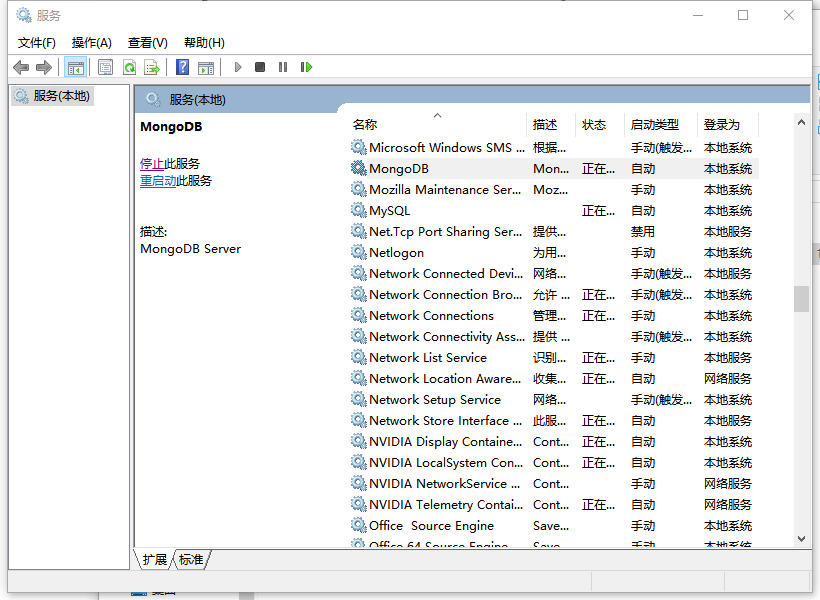 服务
文件(F) 操作(A) 查看(V) 帮助(H)
服务(本地)
服务(本地)
MongoDB
停止此服务
重启动此服务
描述:
MongoDB Server
名称 描述 状态 启动类型 登录为
Microsoft Windows SMS ... 根据... 手动(触发... 本地系统
MongoDB Mon... 正在... 自动 本地系统
Mozilla Maintenance Ser... Moz... 手动 本地系统
MySQL 正在... 自动 本地系统
Net.Tcp Port Sharing Ser... 提供... 禁用 本地服务
Netlogon 为用... 手动 本地系统
Network Connected Devi... 网络... 手动(触发... 本地服务
Network Connection Bro... 允许 ... 正在... 手动(触发... 本地系统
Network Connections 管理... 正在... 手动 本地系统
Network Connectivity Ass... 提供 ... 手动(触发... 本地系统
Network List Service 识别... 正在... 手动 本地服务
Network Location Aware... 收集... 正在... 自动 网络服务
Network Setup Service 网络... 手动(触发... 本地系统
Network Store Interface ... 此服... 正在... 自动 本地服务
NVIDIA Display Containe... Cont... 正在... 自动 本地系统
NVIDIA LocalSystem Con... Cont... 正在... 自动 本地系统
NVIDIA NetworkService ... Cont... 手动 网络服务
NVIDIA Telemetry Contai... Cont... 正在... 自动 网络服务
Office Source Engine Save... 手动 本地系统
Office 64 Source Engine Save... 手动 本地系统
扩展 标准